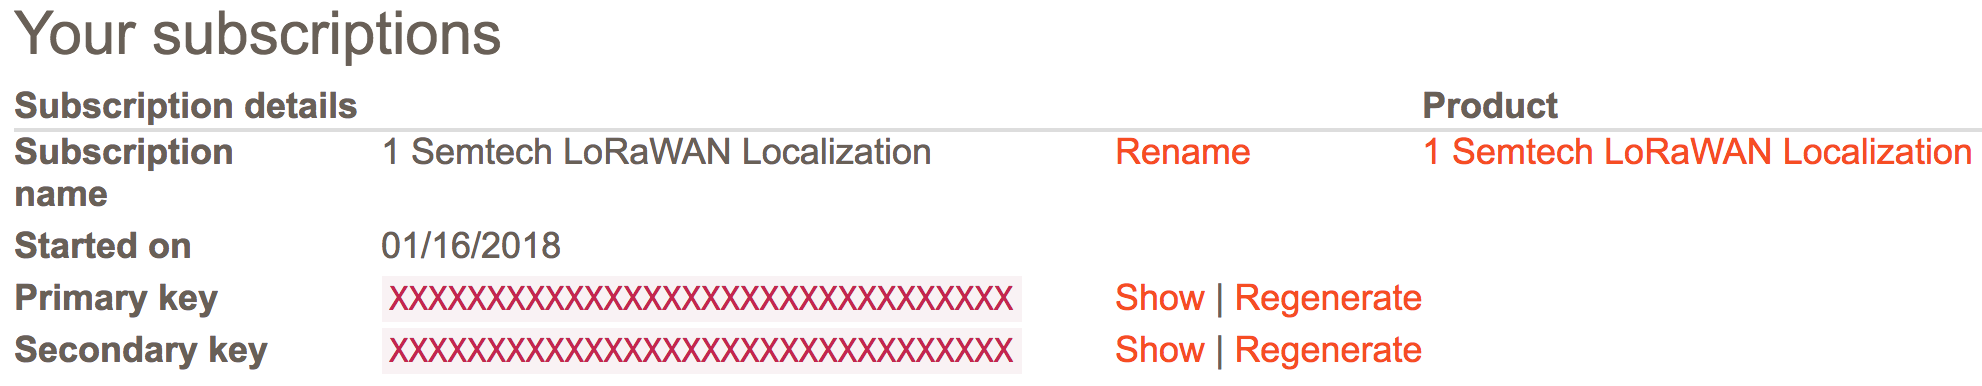 Your subscriptions
Subscription details Product
Subscription name 1 Semtech LoRaWAN Localization Rename 1 Semtech LoRaWAN Localization
Started on 01/16/2018
Primary key XXXXXXXXXXXXXXXXXXXXXXXXXXXXXXXX Show | Regenerate
Secondary key XXXXXXXXXXXXXXXXXXXXXXXXXXXXXXXX Show | Regenerate